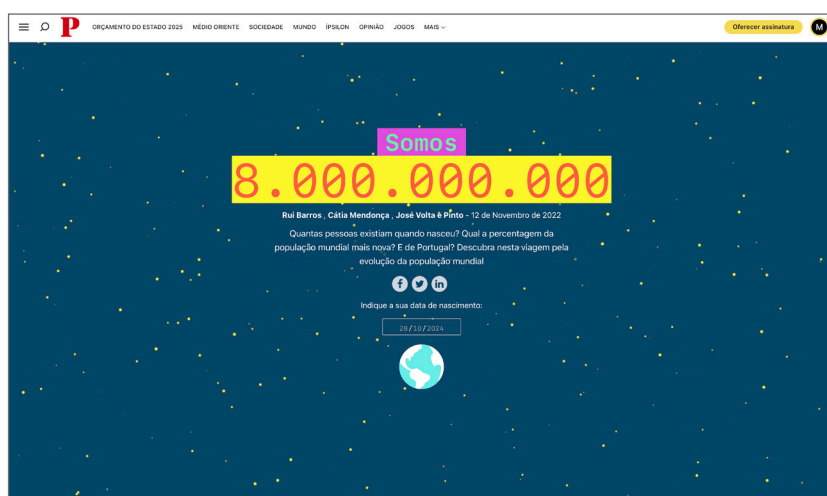 P ORÇAMENTO DO ESTADO 2025 MÉDIO ORIENTE SOCIEDADE MUNDO ÍPSILON OPINIÃO JOGOS MAIS Oferecer assinatura M
Somos
8.000.000.000
Rui Barros , Cátia Mendonça , José Volta e Pinto - 12 de Novembro de 2022
Quantas pessoas existiam quando nasceu? Qual a percentagem da
população mundial mais nova? E de Portugal? Descubra nesta viagem pela
evolução da população mundial
Indique a sua data de nascimento:
28/10/2024